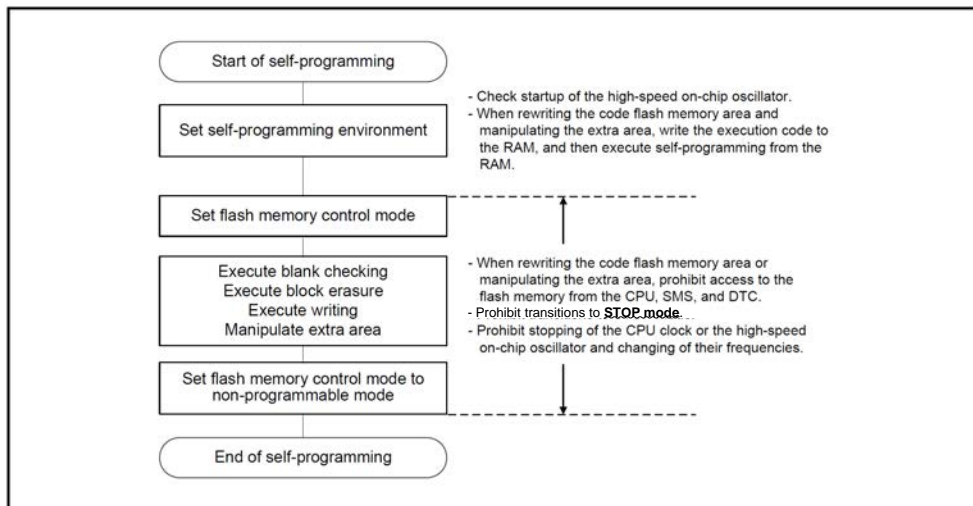 Start of self-programming
Set self-programming environment
- Check startup of the high-speed on-chip oscillator.
- When rewriting the code flash memory area and
manipulating the extra area, write the execution code to
the RAM, and then execute self-programming from the
RAM.
Set flash memory control mode
Execute blank checking
Execute block erasure
Execute writing
Manipulate extra area
- When rewriting the code flash memory area or
manipulating the extra area, prohibit access to the
flash memory from the CPU, SMS, and DTC.
- Prohibit transitions to STOP mode.
- Prohibit stopping of the CPU clock or the high-speed
on-chip oscillator and changing of their frequencies.
Set flash memory control mode to
non-programmable mode
End of self-programming